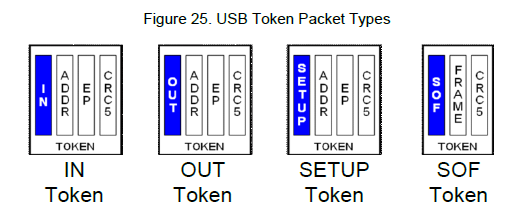 Figure 25. USB Token Packet Types
IN ADDR EP CRC5
TOKEN
IN
Token
OUT ADDR EP CRC5
TOKEN
OUT
Token
SETUP ADDR EP CRC5
TOKEN
SETUP
Token
SOF FRAME CRC5
TOKEN
SOF
Token